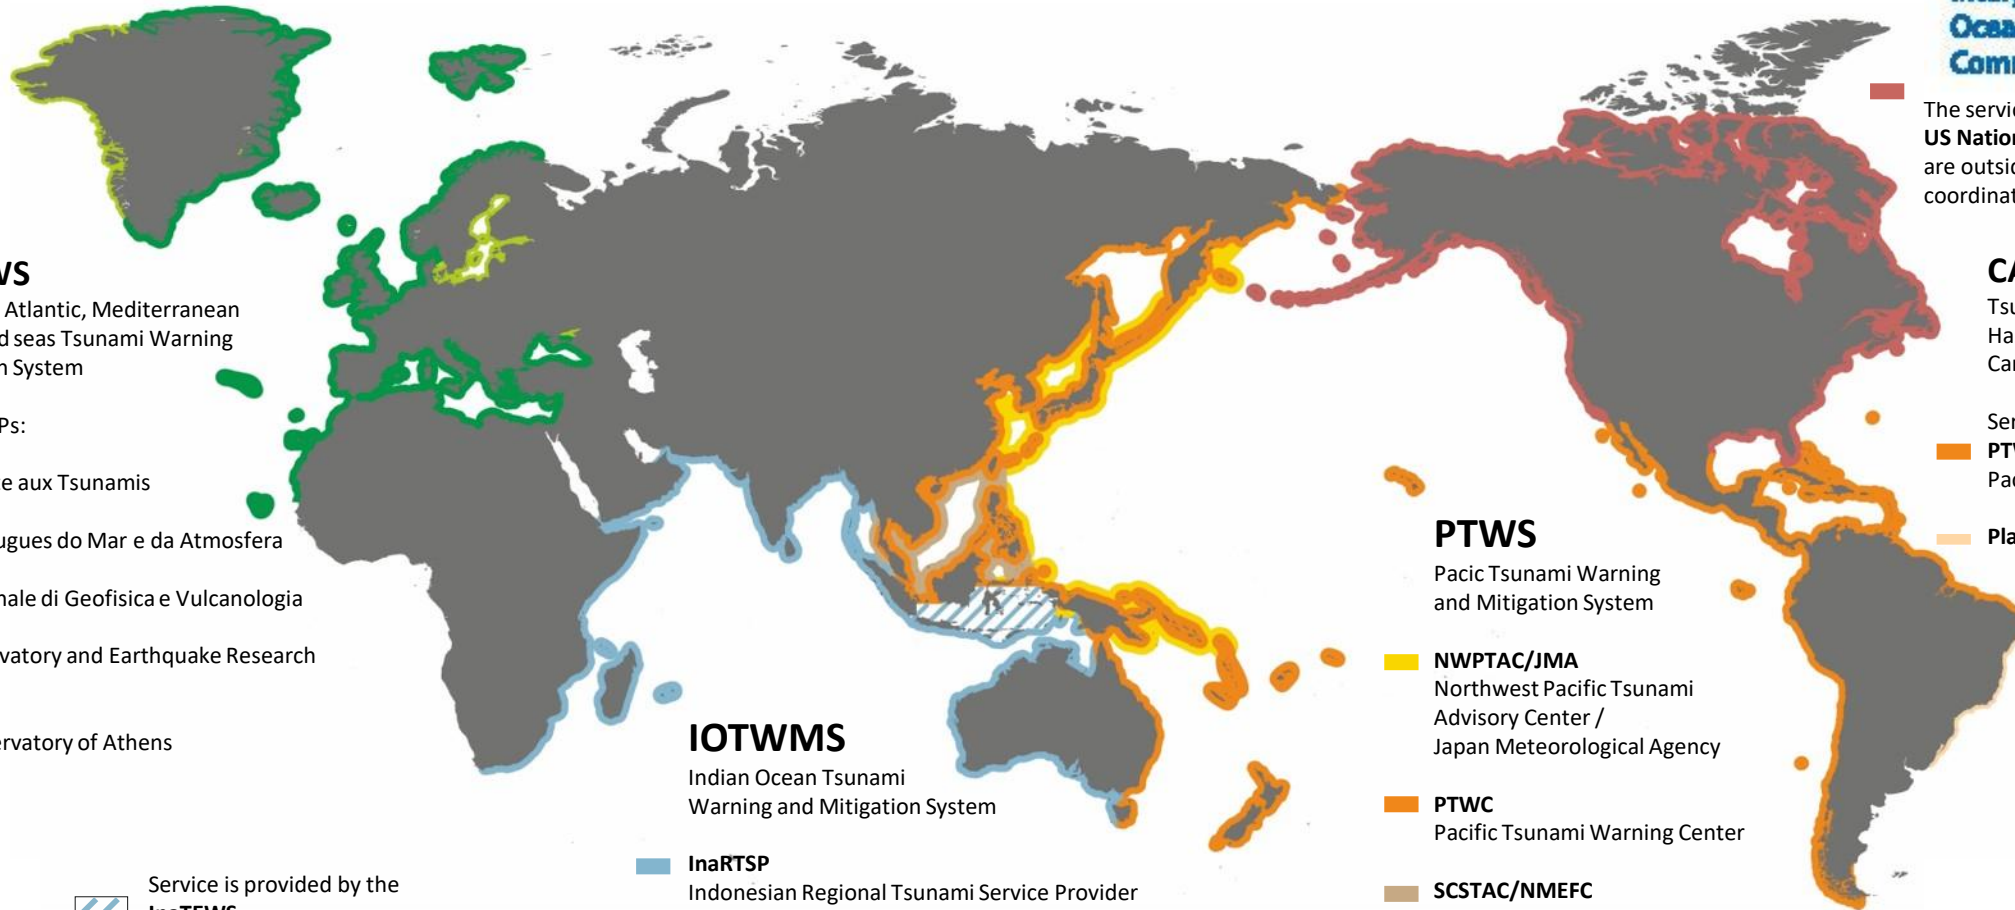 Ocea
Com
The servic
US Nation
are outsid
coordinat
WS
Atlantic, Mediterranean
d seas Tsunami Warning
n System
Ps:
e aux Tsunamis
ugues do Mar e da Atmosfera
nale di Geofisica e Vulcanologia
vatory and Earthquake Research
ervatory of Athens
Service is provided by the
InaTEWS
IOTWMS
Indian Ocean Tsunami
Warning and Mitigation System
InaRTSP
Indonesian Regional Tsunami Service Provider
PTWS
Pacic Tsunami Warning
and Mitigation System
NWPTAC/JMA
Northwest Pacific Tsunami
Advisory Center /
Japan Meteorological Agency
PTWC
Pacific Tsunami Warning Center
SCSTAC/NMEFC
CA
Tsu
Ha
Car
Ser
PTW
Pac
Pla